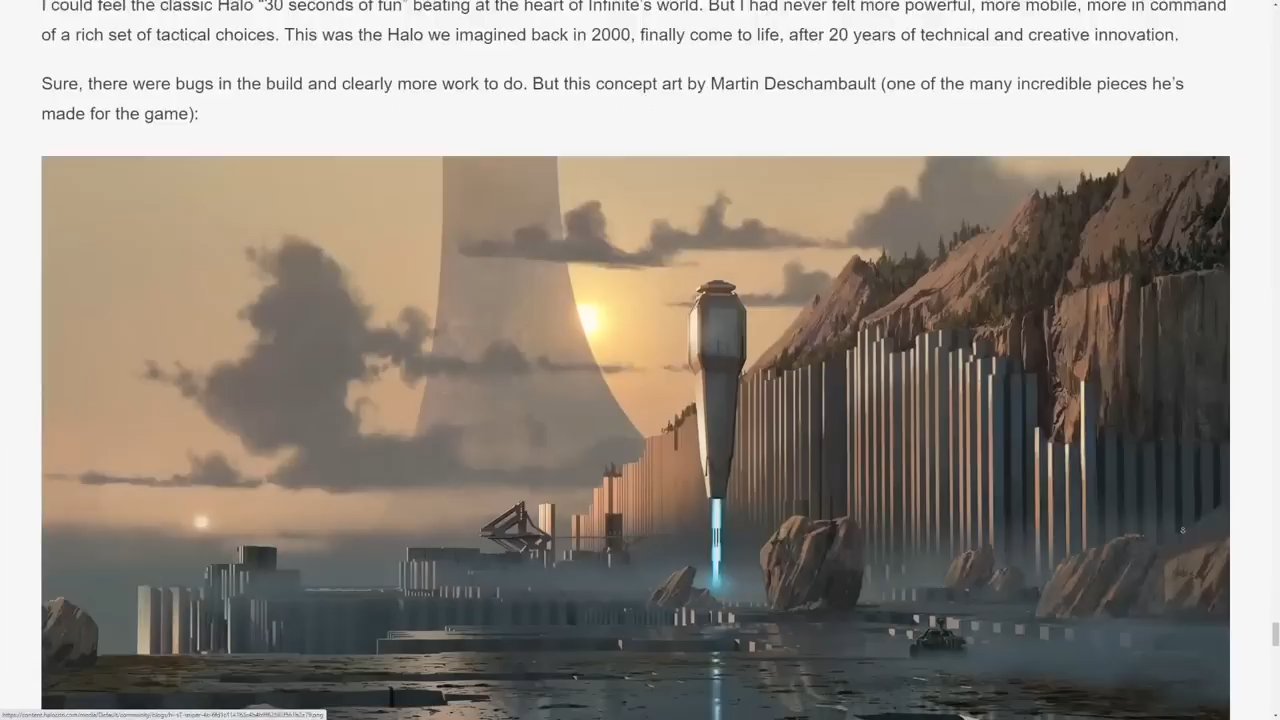 I could feel the classic Halo “30 seconds of fun” beating at the heart of Infinite’s world. But I had never felt more powerful, more mobile, more in command
of a rich set of tactical choices. This was the Halo we imagined back in 2000, finally come to life, after 20 years of technical and creative innovation.
Sure, there were bugs in the build and clearly more work to do. But this concept art by Martin Deschambault (one of the many incredible pieces he’s
made for the game):